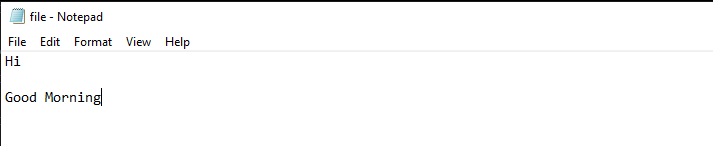 file - Notepad
File Edit Format View Help
Hi
Good Morning